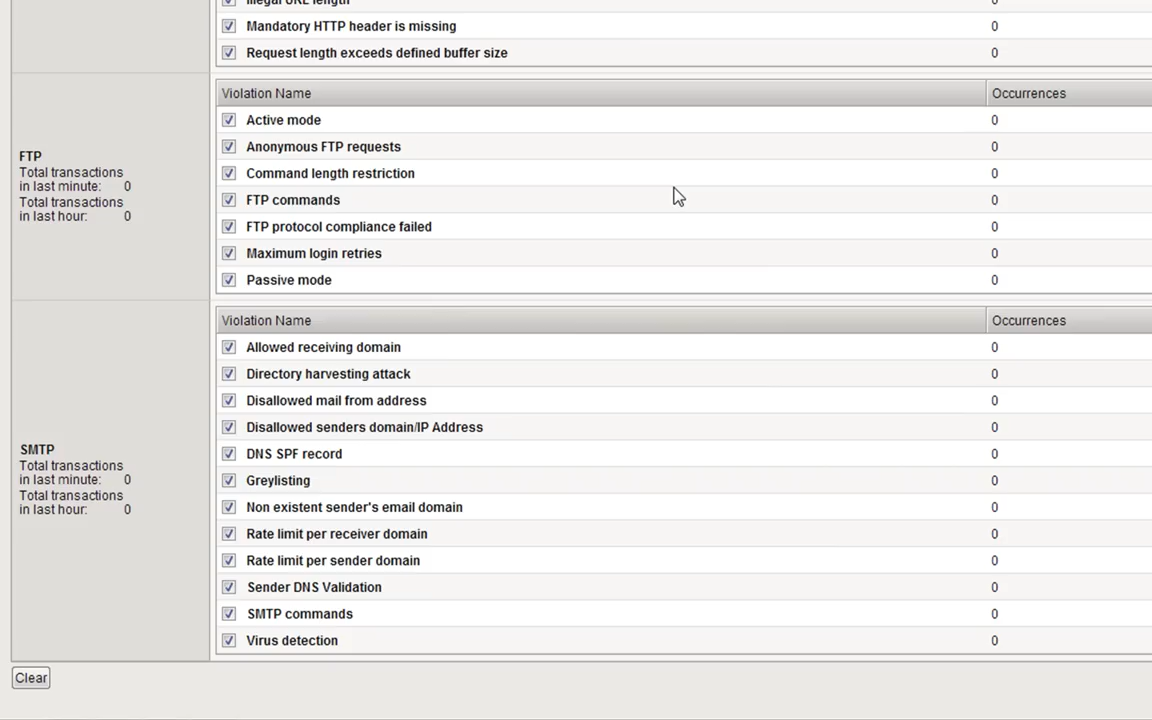 Illegal URL length
Mandatory HTTP header is missing 0
Request length exceeds defined buffer size 0
Violation Name Occurrences
Active mode 0
Anonymous FTP requests 0
Command length restriction 0
FTP commands 0
FTP protocol compliance failed 0
Maximum login retries 0
Passive mode 0
FTP
Total transactions
in last minute: 0
Total transactions
in last hour: 0
Violation Name Occurrences
Allowed receiving domain 0
Directory harvesting attack 0
Disallowed mail from address 0
Disallowed senders domain/IP Address 0
DNS SPF record 0
Greylisting 0
Non existent sender's email domain 0
Rate limit per receiver domain 0
Rate limit per sender domain 0
Sender DNS Validation 0
SMTP commands 0
Virus detection 0
SMTP
Total transactions
in last minute: 0
Total transactions
in last hour: 0
Clear